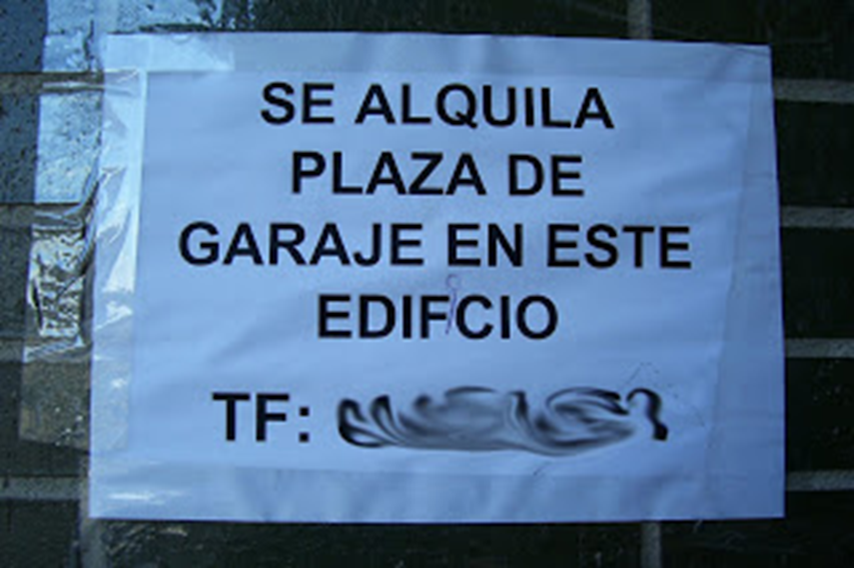 SE ALQUILA
PLAZA DE
GARAJE EN ESTE
EDIFCIO
TF: